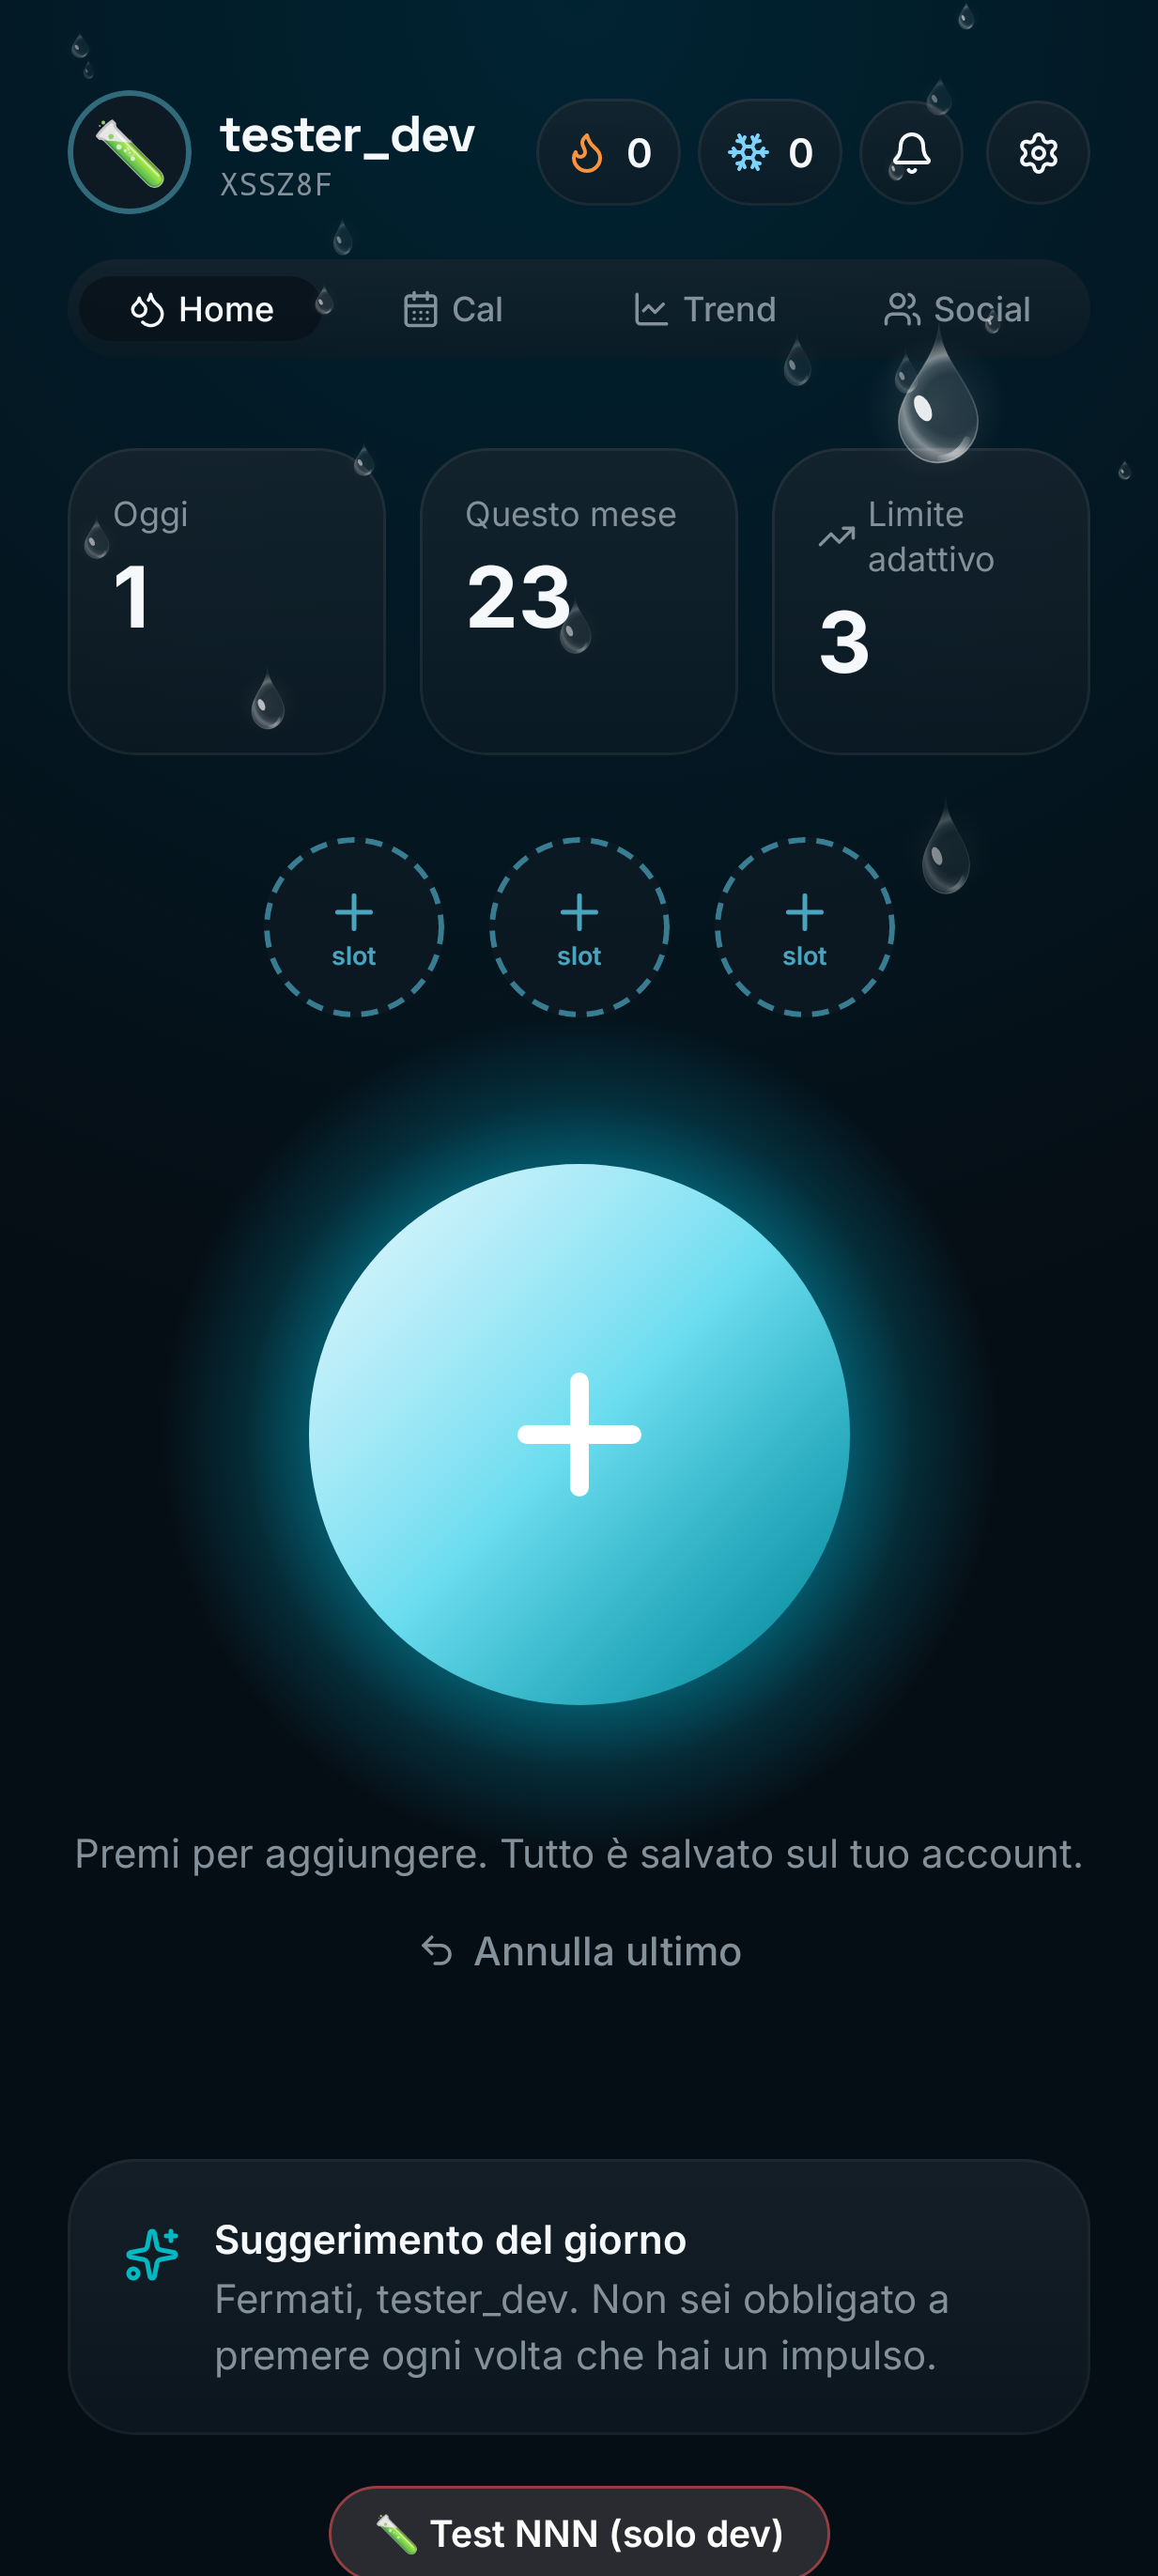 tester_dev
XSSZ8F
0
0
Home
Cal
Trend
Social
Oggi
1
Questo mese
23
Limite
adattivo
3
slot
slot
slot
Premi per aggiungere. Tutto è salvato sul tuo account.
Annulla ultimo
Suggerimento del giorno
Fermati, tester_dev. Non sei obbligato a
premere ogni volta che hai un impulso.
Test NNN (solo dev)